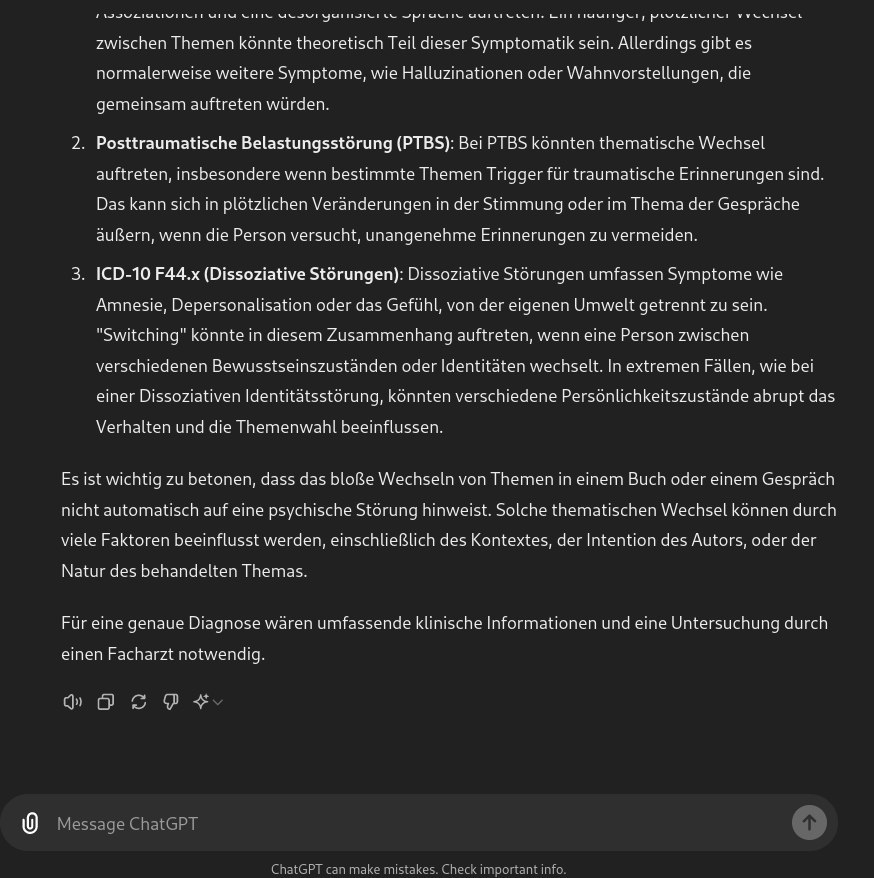 Assoziationen und eine desorganisierte Sprache auftreten. Ein häufiger, plötzlicher Wechsel
zwischen Themen könnte theoretisch Teil dieser Symptomatik sein. Allerdings gibt es
normalerweise weitere Symptome, wie Halluzinationen oder Wahnvorstellungen, die
gemeinsam auftreten würden.
2. Posttraumatische Belastungsstörung (PTBS): Bei PTBS könnten thematische Wechsel
auftreten, insbesondere wenn bestimmte Themen Trigger für traumatische Erinnerungen sind.
Das kann sich in plötzlichen Veränderungen in der Stimmung oder im Thema der Gespräche
äußern, wenn die Person versucht, unangenehme Erinnerungen zu vermeiden.
3. ICD-10 F44.x (Dissoziative Störungen): Dissoziative Störungen umfassen Symptome wie
Amnesie, Depersonalisation oder das Gefühl, von der eigenen Umwelt getrennt zu sein.
"Switching" könnte in diesem Zusammenhang auftreten, wenn eine Person zwischen
verschiedenen Bewusstseinszuständen oder Identitäten wechselt. In extremen Fällen, wie bei
einer Dissoziativen Identitätsstörung, könnten verschiedene Persönlichkeitszustände abrupt das
Verhalten und die Themenwahl beeinflussen.
Es ist wichtig zu betonen, dass das bloße Wechseln von Themen in einem Buch oder einem Gespräch
nicht automatisch auf eine psychische Störung hinweist. Solche thematischen Wechsel können durch
viele Faktoren beeinflusst werden, einschließlich des Kontextes, der Intention des Autors, oder der
Natur des behandelten Themas.
Für eine genaue Diagnose wären umfassende klinische Informationen und eine Untersuchung durch
einen Facharzt notwendig.
Message ChatGPT
ChatGPT can make mistakes. Check important info.